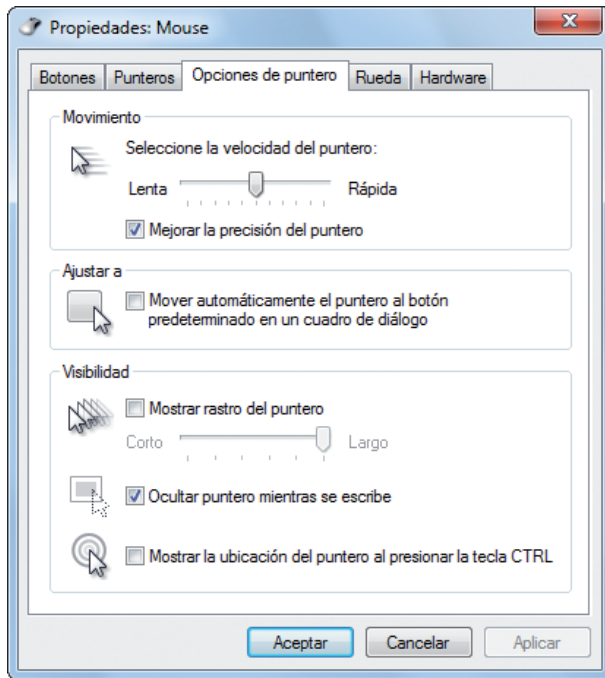 Propiedades: Mouse
Botones Punteros Opciones de puntero Rueda Hardware
Movimiento
Seleccione la velocidad del puntero:
Lenta Rápida
Mejorar la precisión del puntero
Ajustar a
Mover automáticamente el puntero al botón
predeterminado en un cuadro de diálogo
Visibilidad
Mostrar rastro del puntero
Corto Largo
Ocultar puntero mientras se escribe
Mostrar la ubicación del puntero al presionar la tecla CTRL
Aceptar Cancelar Aplicar